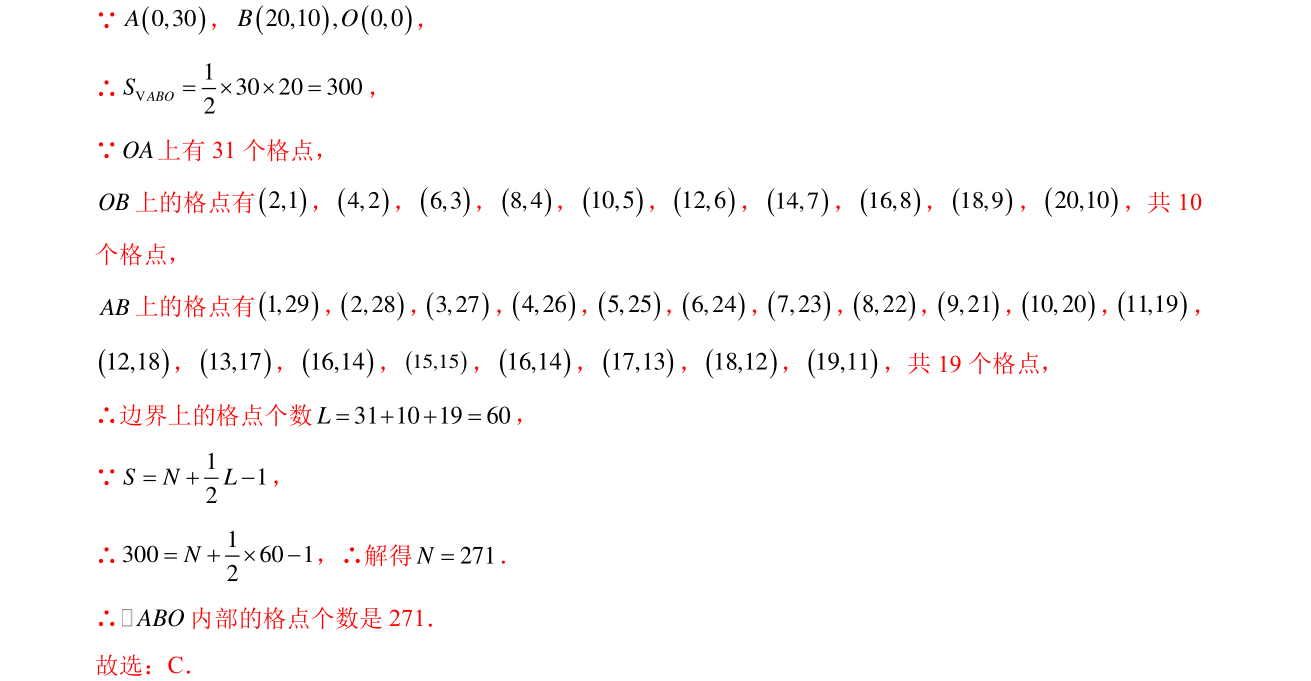 ∵ A(0,30)，B(20,10),O(0,0)，
∴ S_{∇ABO} = \frac{1}{2}×30×20=300，
∵ OA上有 31 个格点，
OB 上的格点有(2,1)，(4,2)，(6,3)，(8,4)，(10,5)，(12,6)，(14,7)，(16,8)，(18,9)，(20,10)，共 10
个格点，
AB 上的格点有(1,29)，(2,28)，(3,27)，(4,26)，(5,25)，(6,24)，(7,23)，(8,22)，(9,21)，(10,20)，(11,19)，
(12,18)，(13,17)，(16,14)，(15,15)，(16,14)，(17,13)，(18,12)，(19,11)，共 19 个格点，
∴边界上的格点个数 L=31+10+19=60，
∵ S = N + \frac{1}{2}L−1，
∴ 300 = N + \frac{1}{2}×60−1，∴解得 N = 271．
∴ □ABO 内部的格点个数是 271．
故选：C．